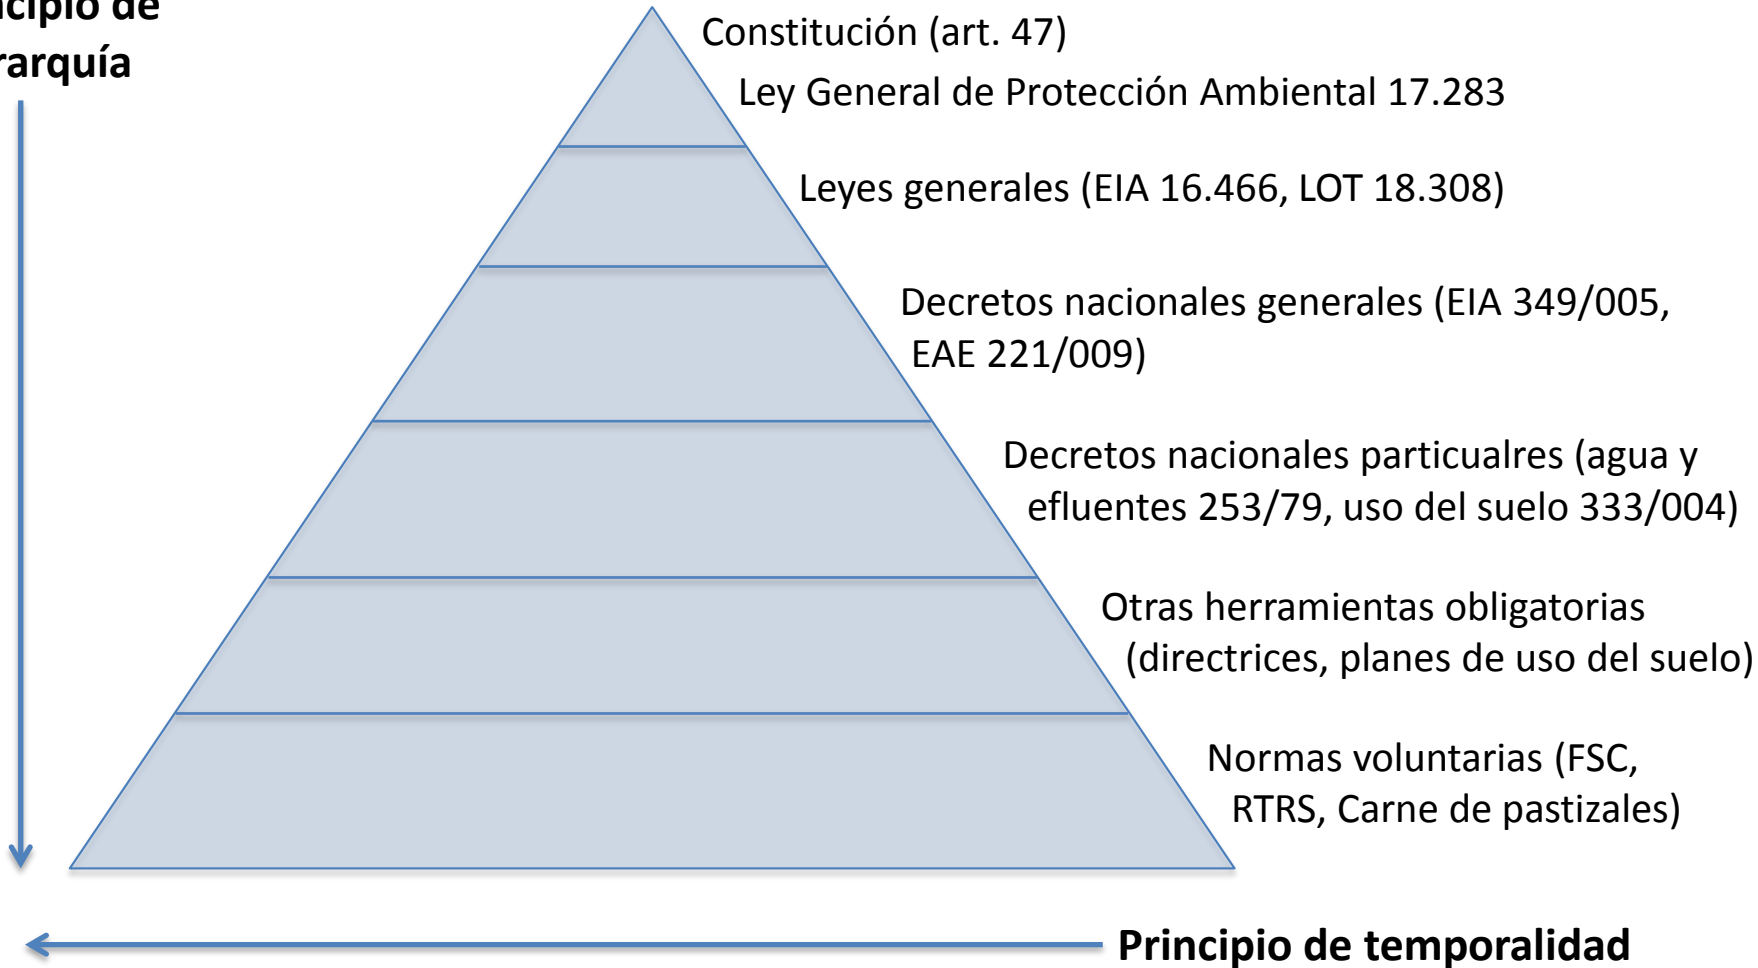 ncipio de
rarquía
Constitución (art. 47)
Ley General de Protección Ambiental 17.283
Leyes generales (EIA 16.466, LOT 18.308)
Decretos nacionales generales (EIA 349/005,
EAE 221/009)
Decretos nacionales particualres (agua y
efluentes 253/79, uso del suelo 333/004)
Otras herramientas obligatorias
(directrices, planes de uso del suelo)
Normas voluntarias (FSC,
RTRS, Carne de pastizales)
Principio de temporalidad